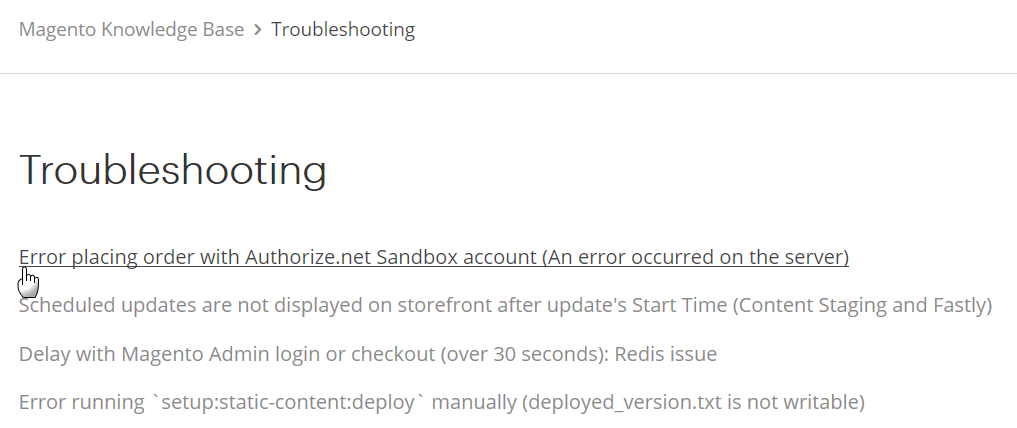 Magento Knowledge Base > Troubleshooting
Troubleshooting
Error placing order with Authorize.net Sandbox account (An error occurred on the server)
Scheduled updates are not displayed on storefront after update's Start Time (Content Staging and Fastly)
Delay with Magento Admin login or checkout (over 30 seconds): Redis issue
Error running `setup:static-content:deploy` manually (deployed_version.txt is not writable)